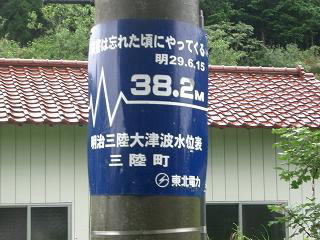 は忘れた頃にやってくる
明29.6.15
38.2M
明治三陸大津波水位表
三陸町
東北電力